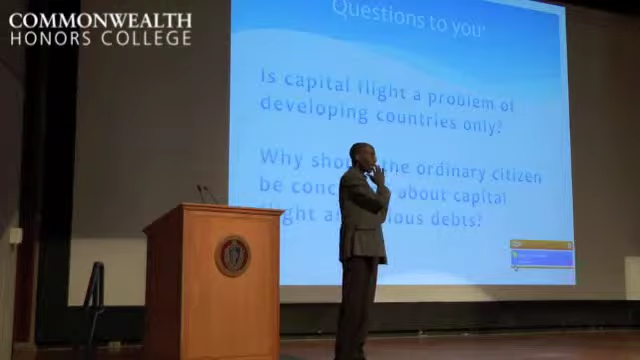 COMMONWEALTH
HONORS COLLEGE
Questions to you'
Is capital flight a problem of
developing countries only?
Why the ordinary citizen
be about capital
debts?